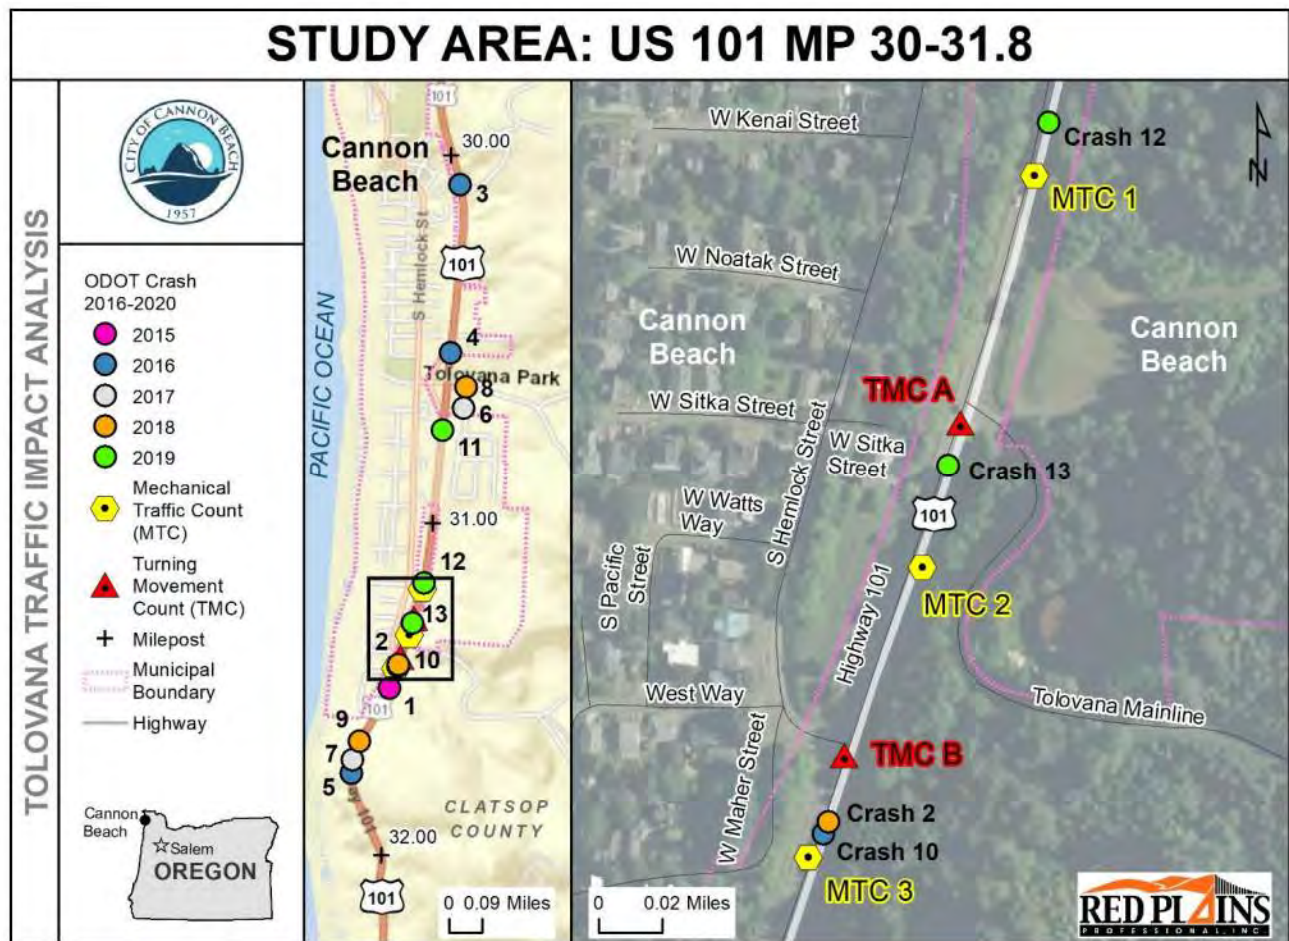 STUDY AREA: US 101 MP 30-31.8
TOLOVANA TRAFFIC IMPACT ANALYSIS
CITY OF CANNON BEACH
1957
ODOT Crash
2016-2020
2015
2016
2017
2018
2019
Mechanical
Traffic Count
(MTC)
Turning
Movement
Count (TMC)
Milepost
Municipal
Boundary
Highway
Cannon
Beach
Salem
OREGON
101
Cannon
Beach
30.00
3
101
S Hemlock St
PACIFIC OCEAN
4
Tolovana Park
8
6
11
31.00
12
13
2
10
1
101
9
7
5
ay 101
CLATSOP
COUNTY
32.00
101
0 0.09 Miles
W Kenai Street
Crash 12
N
MTC 1
W Noatak Street
Cannon
Beach
Cannon
Beach
TMC A
W Sitka Street
W Sitka
Street
S Hemlock Street
Crash 13
W Watts
Way
101
S Pacific
Street
MTC 2
Highway 101
West Way
Tolovana Mainline
W Maher Street
TMC B
Crash 2
Crash 10
MTC 3
0 0.02 Miles
RED PLAINS
PROFESSIONAL, INC.